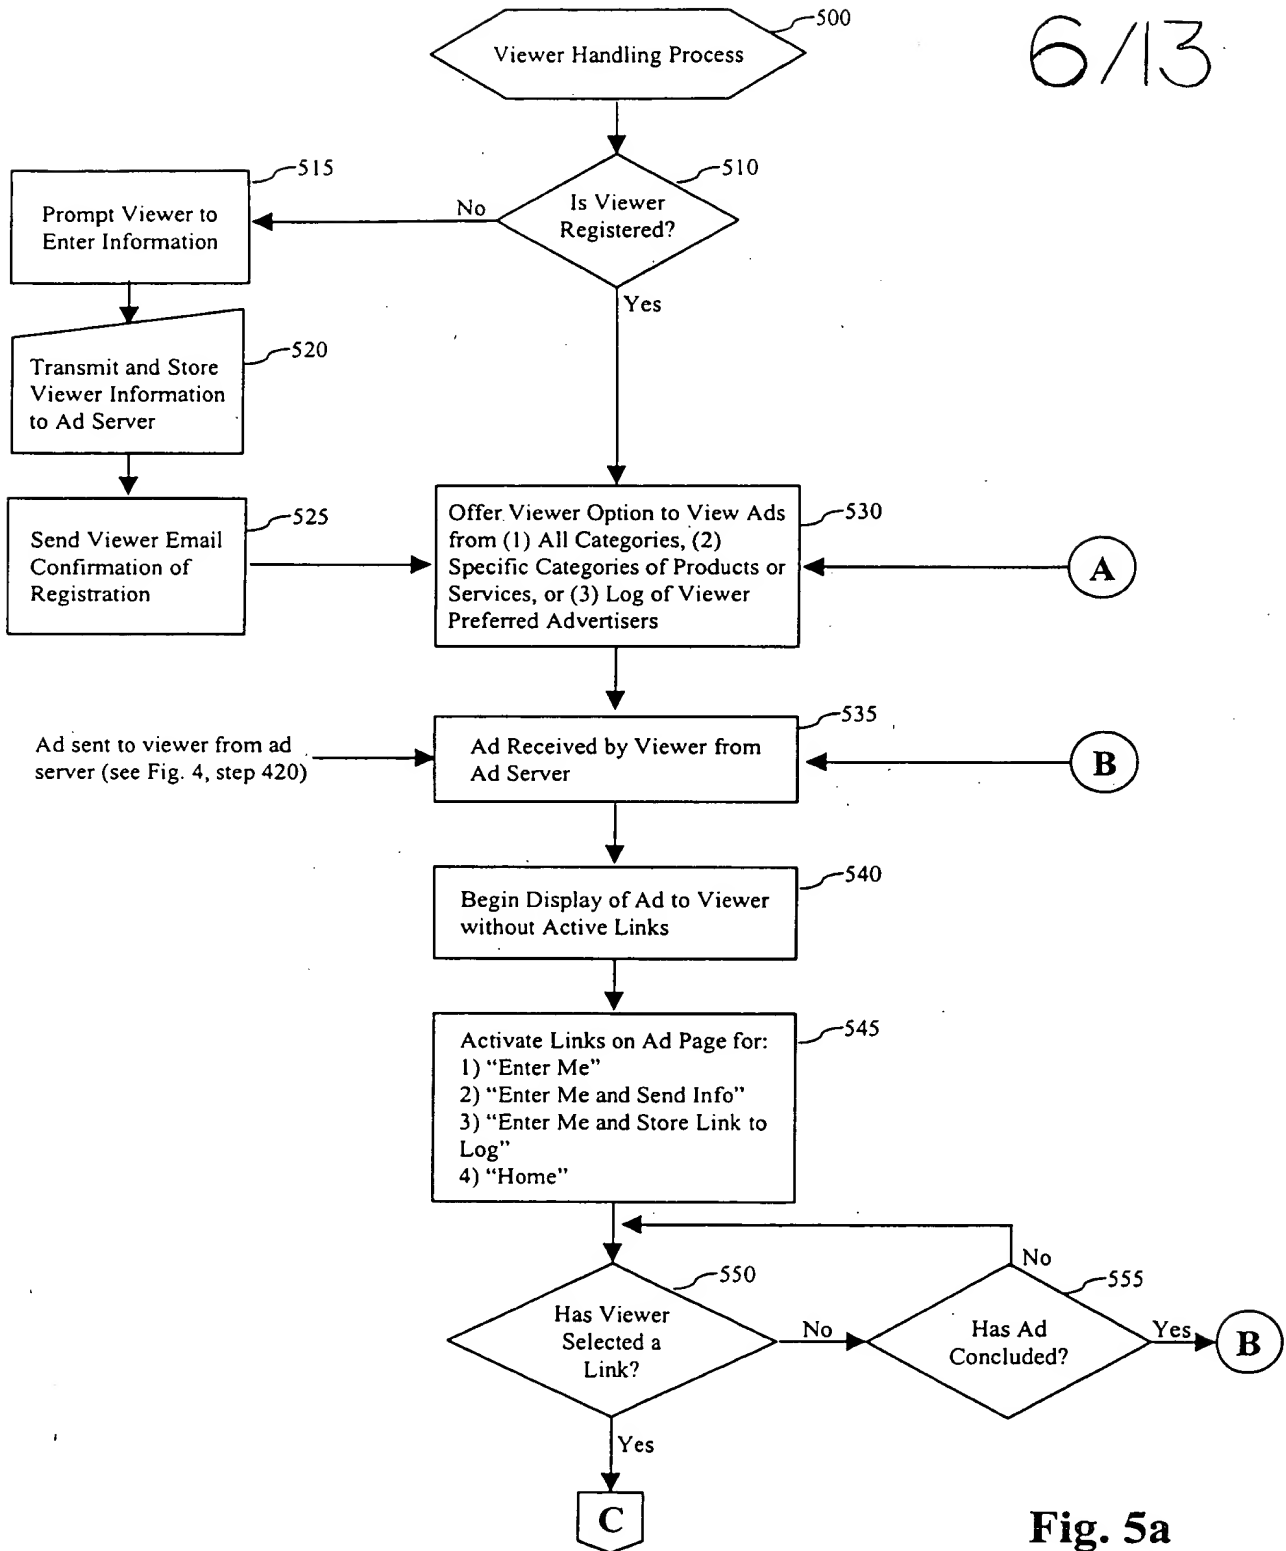 500
6/13
Viewer Handling Process
515
510
Is Viewer
Registered?
No
Prompt Viewer to
Enter Information
Yes
520
Transmit and Store
Viewer Information
to Ad Server
525
Send Viewer Email
Confirmation of
Registration
530
Offer Viewer Option to View Ads
from (1) All Categories, (2)
Specific Categories of Products or
Services, or (3) Log of Viewer
Preferred Advertisers
A
535
Ad sent to viewer from ad
server (see Fig. 4, step 420)
Ad Received by Viewer from
Ad Server
B
540
Begin Display of Ad to Viewer
without Active Links
545
Activate Links on Ad Page for:
1) “Enter Me”
2) “Enter Me and Send Info”
3) “Enter Me and Store Link to
Log”
4) “Home”
550
Has Viewer
Selected a
Link?
No
No
555
Has Ad
Concluded?
Yes
B
Yes
C
Fig. 5a